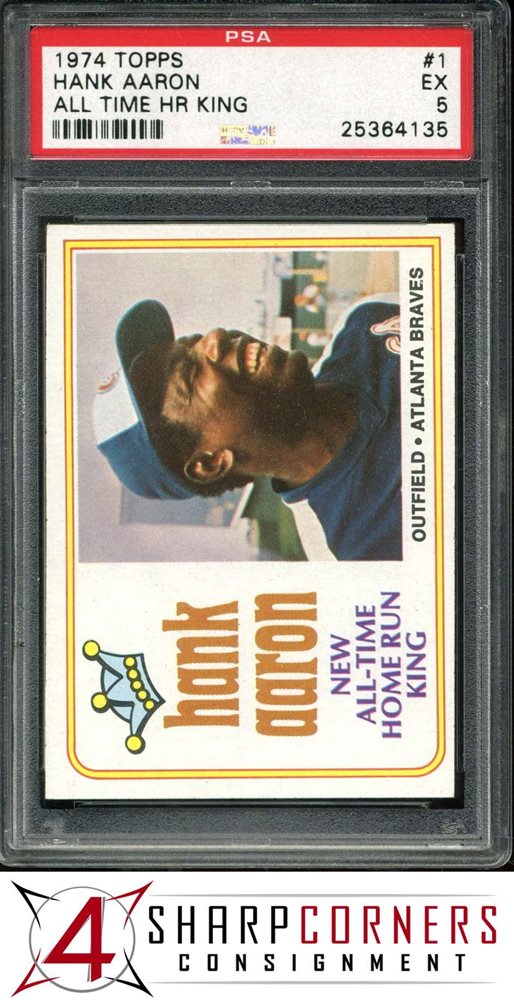 PSA
1974 TOPPS #1
HANK AARON EX
ALL TIME HR KING 5
25364135
hank
aaron
NEW
ALL-TIME
HOME RUN
KING
OUTFIELD • ATLANTA BRAVES
4 SHARPCORNERS
CONSIGNMENT